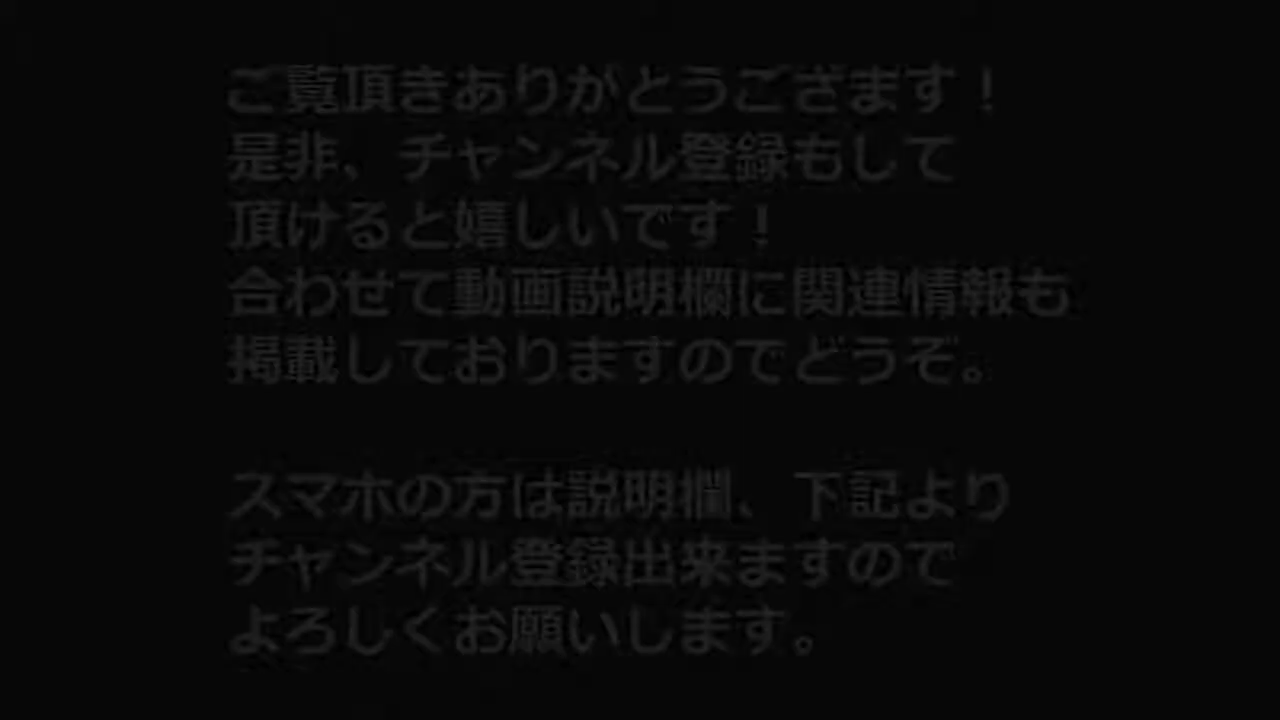 ご覧頂きありがとうござます！
是非、チャンネル登録もして
頂けると嬉しいです！
合わせて動画説明欄に関連情報も
掲載しておりますのでどうぞ。
スマホの方は説明欄、下記より
チャンネル登録出来ますので
よろしくお願いします。